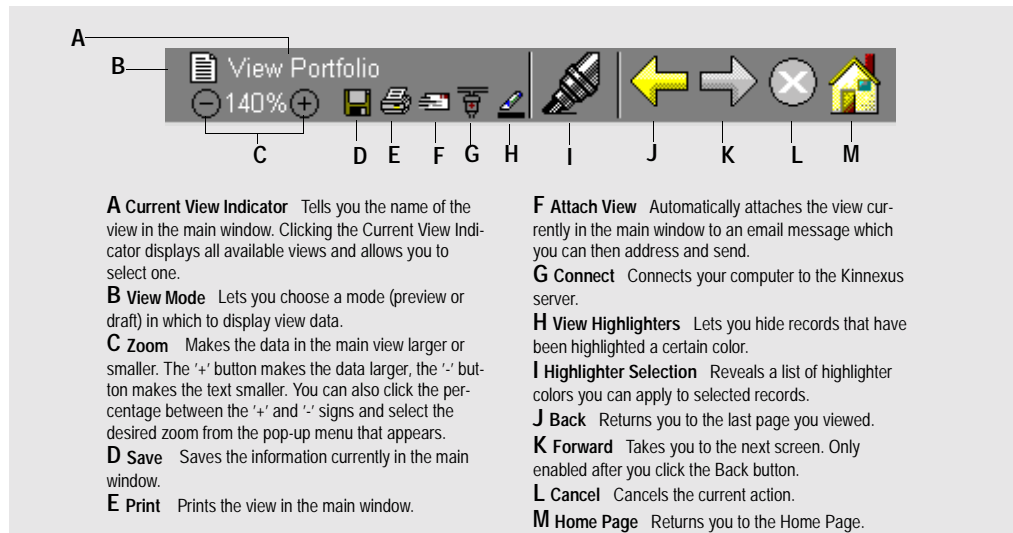 A
B
View Portfolio
140%
C D E F G H I J K L M
A Current View Indicator Tells you the name of the
view in the main window. Clicking the Current View Indi-
cator displays all available views and allows you to
select one.
B View Mode Lets you choose a mode (preview or
draft) in which to display view data.
C Zoom Makes the data in the main view larger or
smaller. The '+' button makes the data larger, the '-' but-
ton makes the text smaller. You can also click the per-
centage between the '+' and '-' signs and select the
desired zoom from the pop-up menu that appears.
D Save Saves the information currently in the main
window.
E Print Prints the view in the main window.
F Attach View Automatically attaches the view cur-
rently in the main window to an email message which
you can then address and send.
G Connect Connects your computer to the Kinnexus
server.
H View Highlighters Lets you hide records that have
been highlighted a certain color.
I Highlighter Selection Reveals a list of highlighter
colors you can apply to selected records.
J Back Returns you to the last page you viewed.
K Forward Takes you to the next screen. Only
enabled after you click the Back button.
L Cancel Cancels the current action.
M Home Page Returns you to the Home Page.